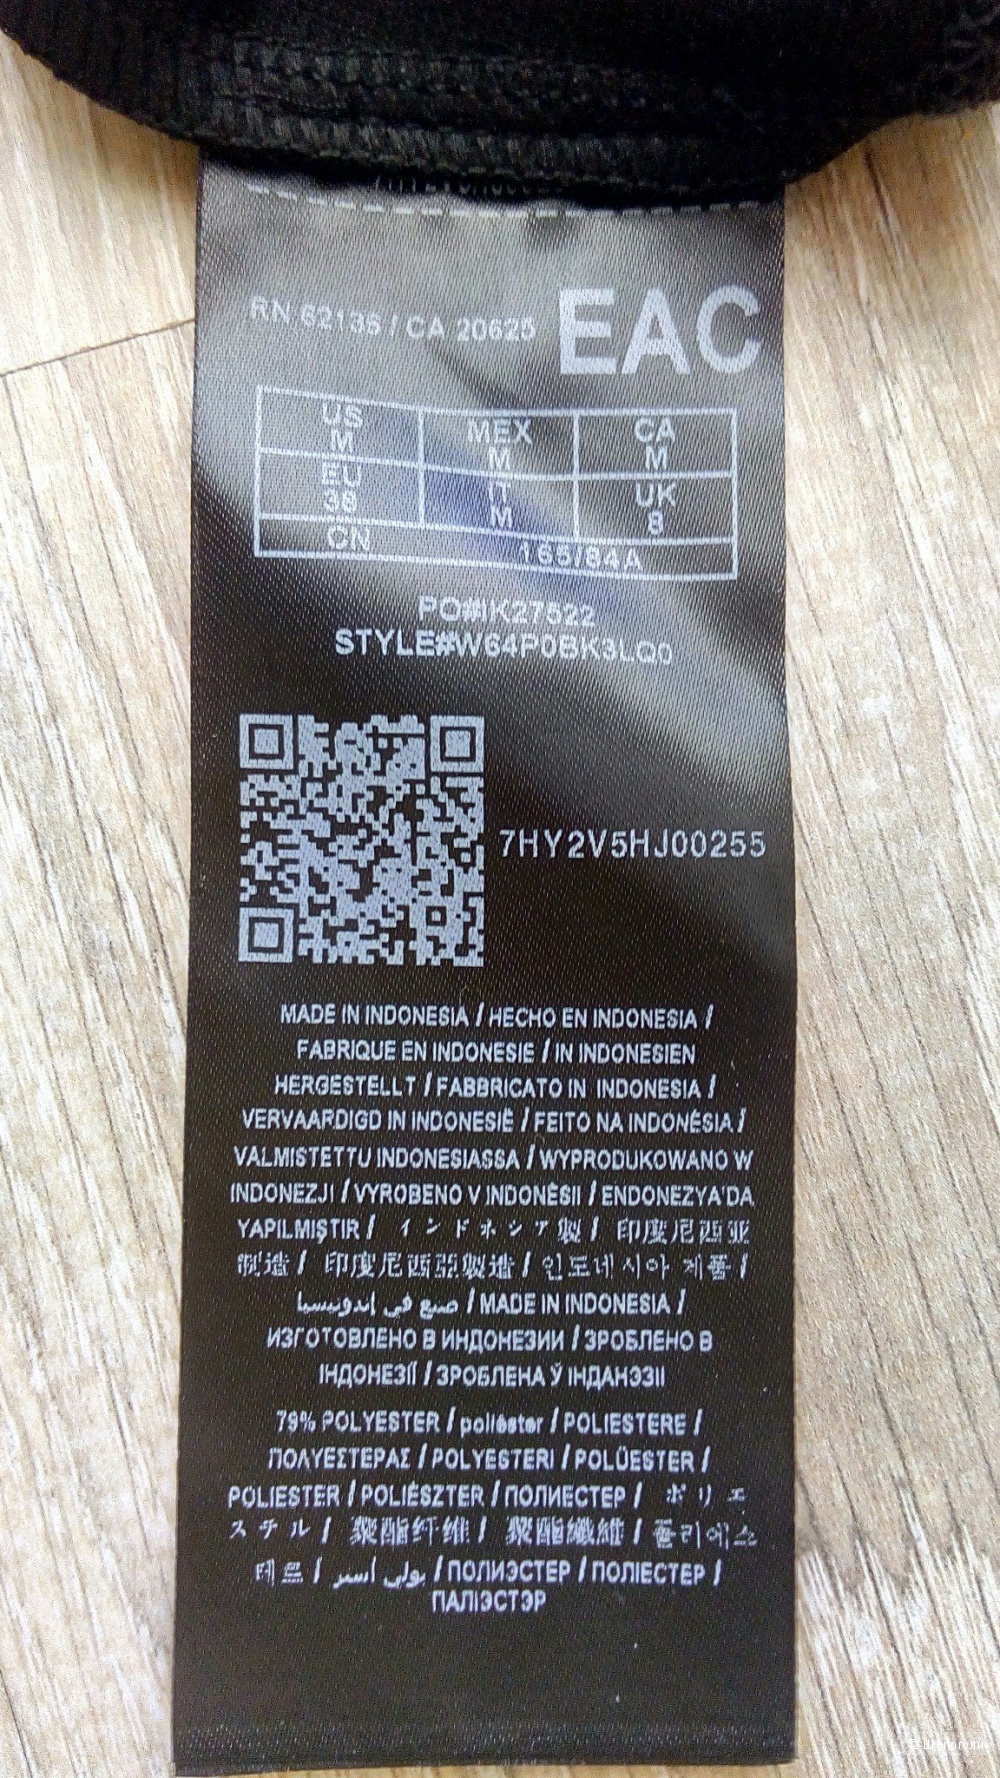 RN 62136 / CA 20625
EAC
US MEX CA
M M M
EU IT UK
38 M 8
CN 165/84A
PO#IK27522
STYLE#W64P0BK3LQ0
7HY2V5HJ00255
MADE IN INDONESIA / HECHO EN INDONESIA /
FABRIQUE EN INDONESIE / IN INDONESIEN
HERGESTELLT / FABBRICATO IN INDONESIA /
VERVAARDIGD IN INDONESIË / FEITO NA INDONÉSIA /
VALMISTETTU INDONESIASSA / WYPRODUKOWANO W
INDONEZJI / VYROBENO V INDONÉSII / ENDONEZYA'DA
YAPILMIŞTIR / インドネシア製 / 印度尼西亚
制造 / 印度尼西亞製造 / 인도네시아 제품 /
صنع في إندونيسيا / MADE IN INDONESIA /
ИЗГОТОВЛЕНО В ИНДОНЕЗИИ / ЗРОБЛЕНО В
ІНДОНЕЗІЇ / ЗРОБЛЕНА Ў ІНДАНЭЗІІ
79% POLYESTER / poliéster / POLIESTERE /
ΠΟΛΥΕΣΤΕΡΑΣ / POLYESTERI / POLÜESTER /
POLIESTER / POLIÉSZTER / ПОЛИЕСТЕР / ポリエ
ステル / 聚酯纤维 / 聚酯纖維 / 폴리에스
테르 / بولي أستر / ПОЛИЭСТЕР / ПОЛІЕСТЕР /
ПАЛІЭСТЭР